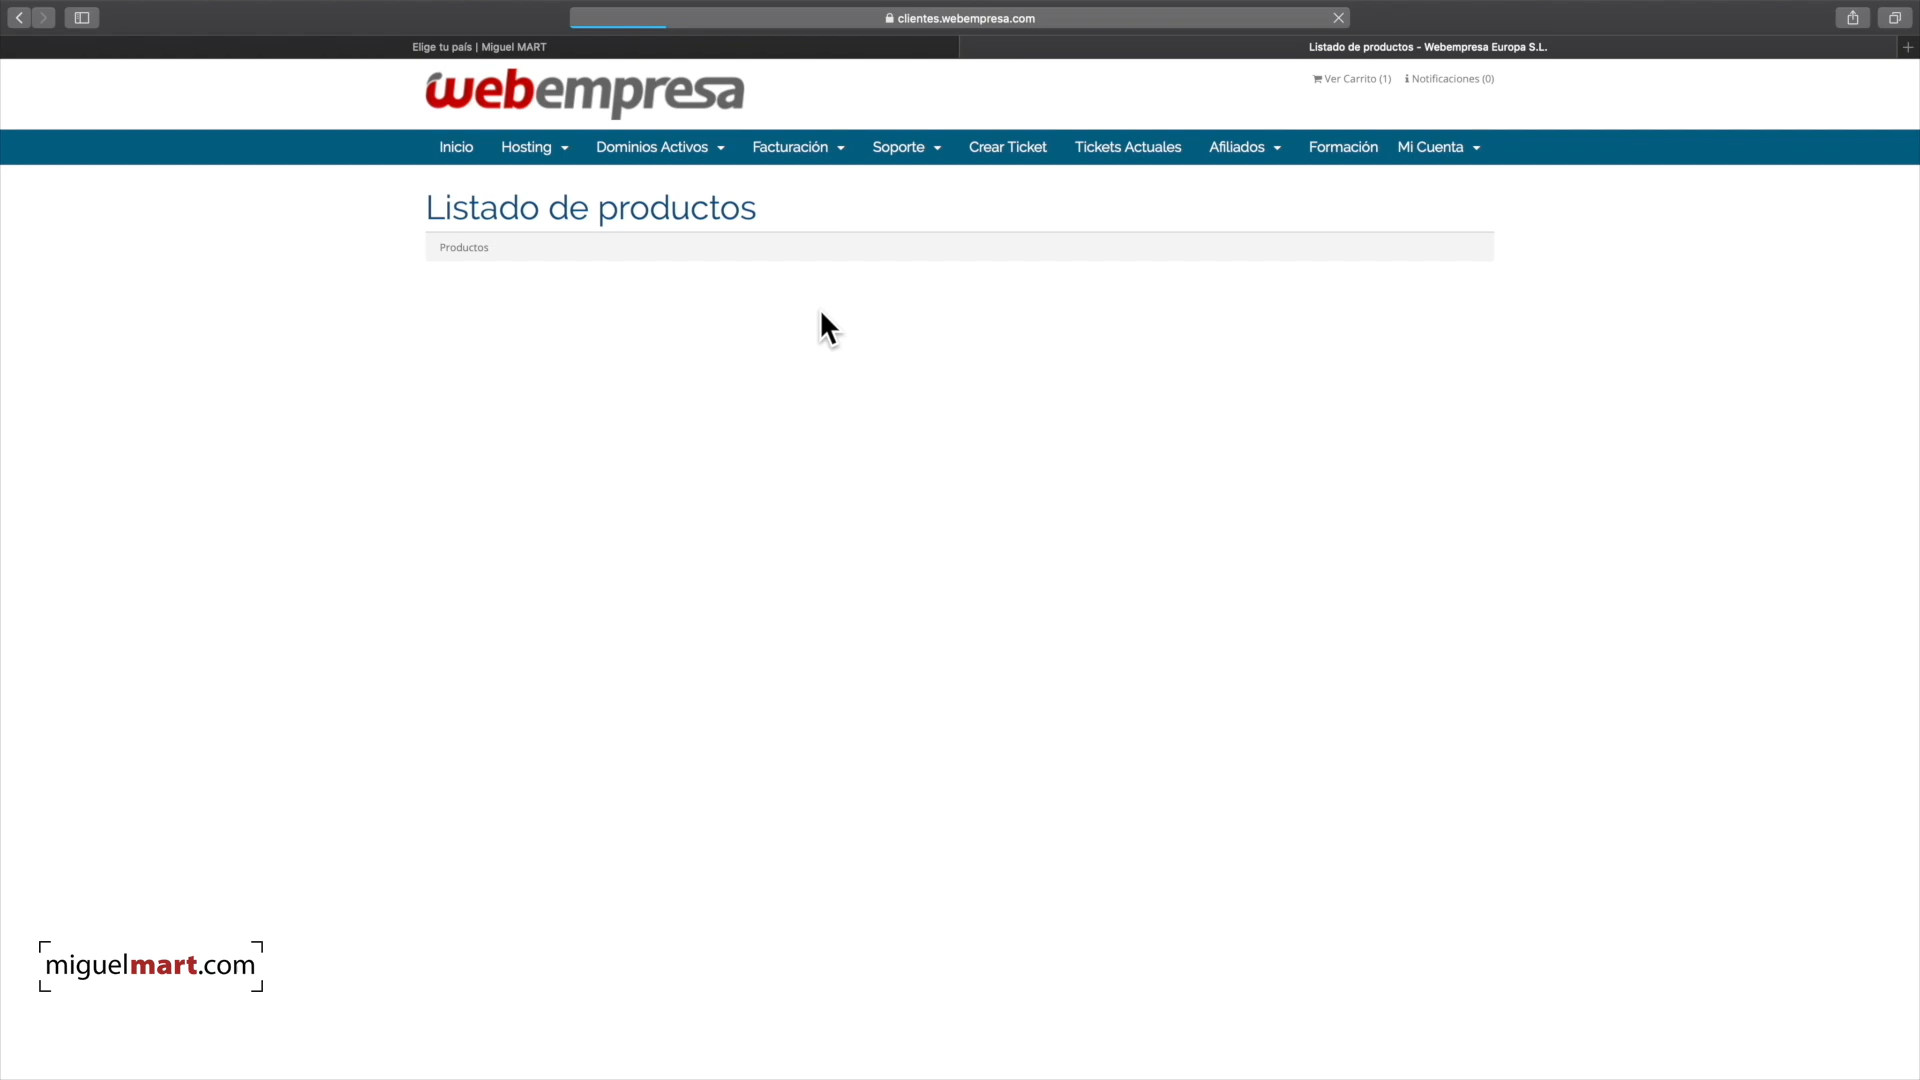 clientes.webempresa.com
Elige tu país | Miguel MART
Listado de productos - Webempresa Europa S.L.
webempresa
Ver Carrito (1)
Notificaciones (0)
Inicio
Hosting
Dominios Activos
Facturación
Soporte
Crear Ticket
Tickets Actuales
Afiliados
Formación
Mi Cuenta
Listado de productos
Productos
miguelmart.com